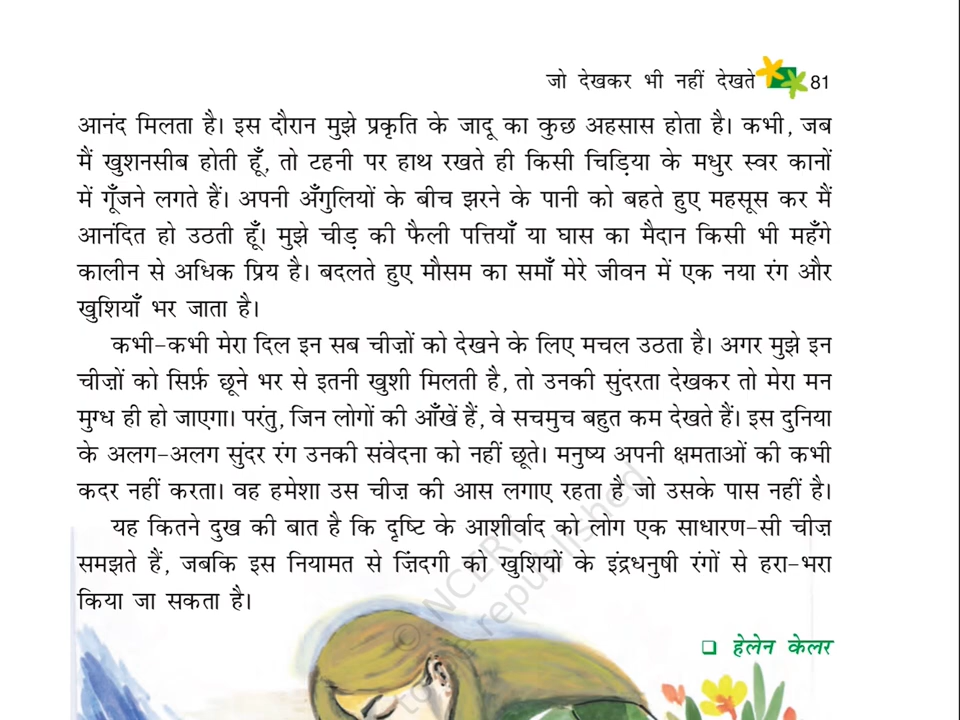 जो देखकर भी नहीं देखते 81
आनंद मिलता है। इस दौरान मुझे प्रकृति के जादू का कुछ अहसास होता है। कभी, जब
मैं खुशनसीब होती हूँ, तो टहनी पर हाथ रखते ही किसी चिड़िया के मधुर स्वर कानों
में गूँजने लगते हैं। अपनी अँगुलियों के बीच झरने के पानी को बहते हुए महसूस कर मैं
आनंदित हो उठती हूँ। मुझे चीड़ की फैली पत्तियाँ या घास का मैदान किसी भी महँगे
कालीन से अधिक प्रिय है। बदलते हुए मौसम का समाँ मेरे जीवन में एक नया रंग और
खुशियाँ भर जाता है।
कभी-कभी मेरा दिल इन सब चीज़ों को देखने के लिए मचल उठता है। अगर मुझे इन
चीज़ों को सिर्फ़ छूने भर से इतनी खुशी मिलती है, तो उनकी सुंदरता देखकर तो मेरा मन
मुग्ध ही हो जाएगा। परंतु, जिन लोगों की आँखें हैं, वे सचमुच बहुत कम देखते हैं। इस दुनिया
के अलग-अलग सुंदर रंग उनकी संवेदना को नहीं छूते। मनुष्य अपनी क्षमताओं की कभी
कदर नहीं करता। वह हमेशा उस चीज़ की आस लगाए रहता है जो उसके पास नहीं है।
यह कितने दुख की बात है कि दृष्टि के आशीर्वाद को लोग एक साधारण-सी चीज़
समझते हैं, जबकि इस नियामत से ज़िंदगी को खुशियों के इंद्रधनुषी रंगों से हरा-भरा
किया जा सकता है।
❑ हेलेन केलर
© NCERT
to be republished